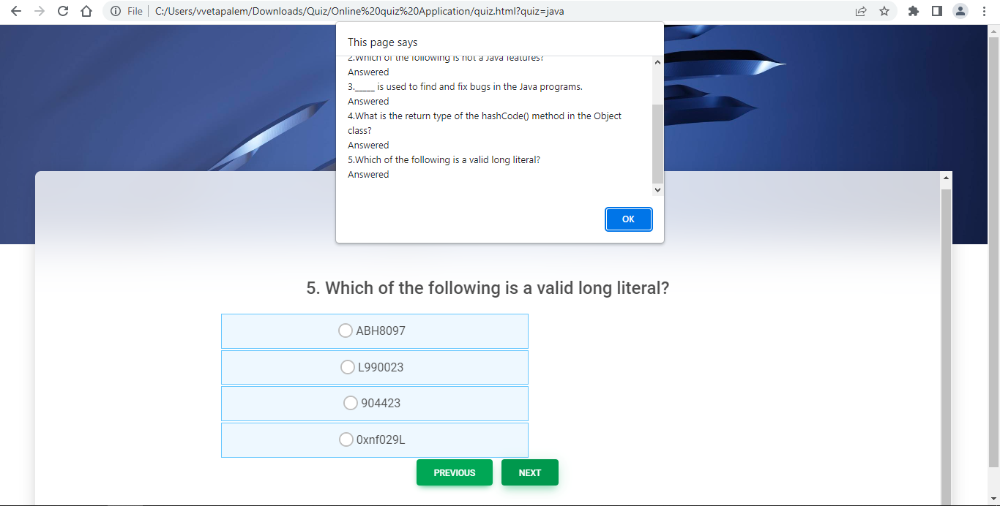 File
C:/Users/vvetapalem/Downloads/Quiz/Online%20quiz%20Application/quiz.html?quiz=java
This page says
2.Which of the following is not a Java features?
Answered
3._____ is used to find and fix bugs in the Java programs.
Answered
4.What is the return type of the hashCode() method in the Object
class?
Answered
5.Which of the following is a valid long literal?
Answered
OK
5. Which of the following is a valid long literal?
ABH8097
L990023
904423
0xnf029L
PREVIOUS
NEXT